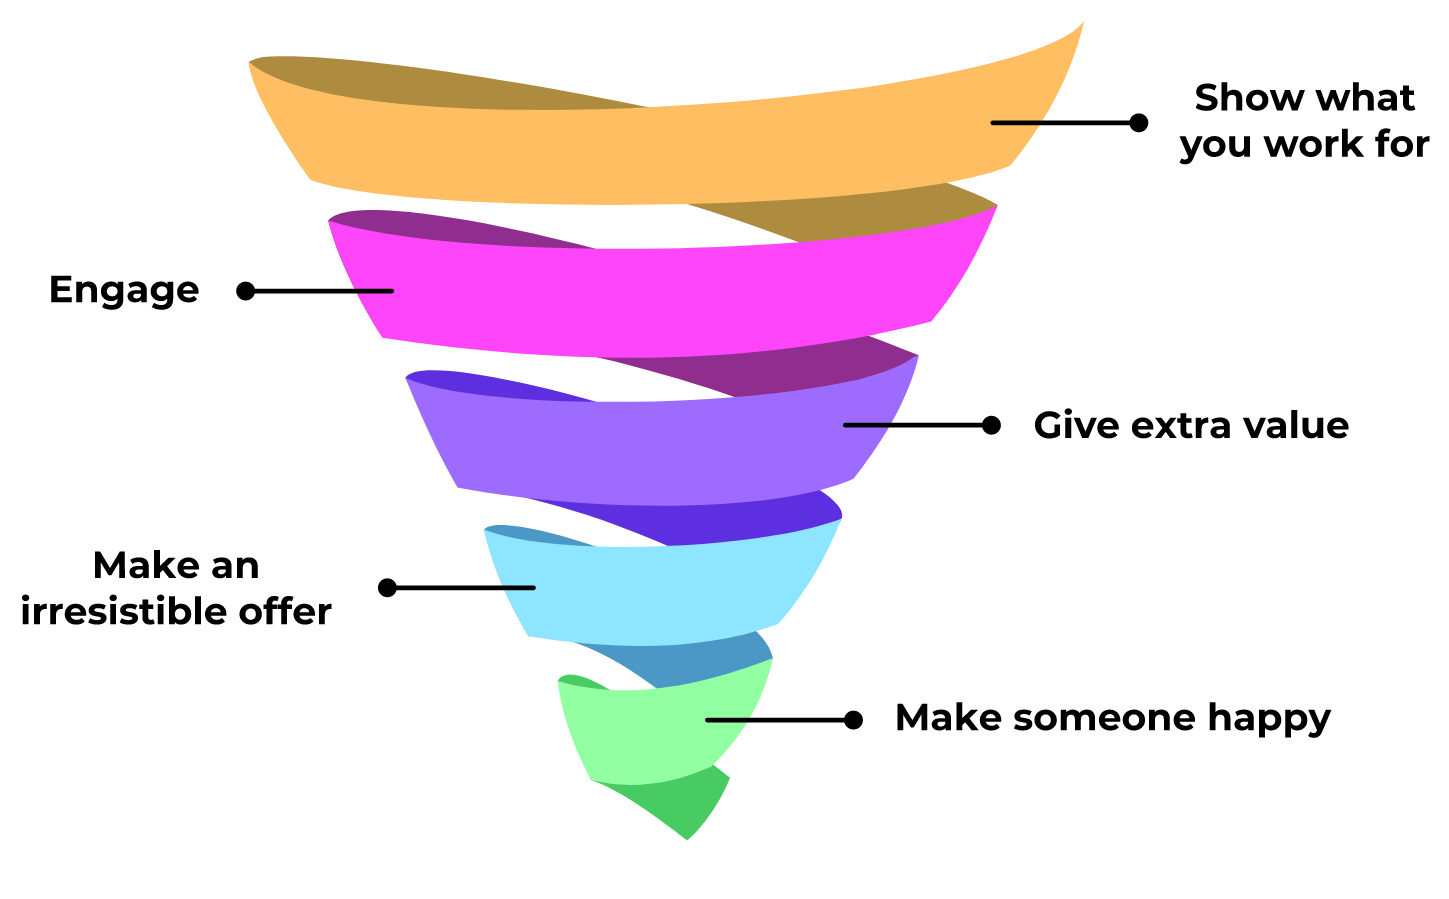 Show what
you work for
Engage
Give extra value
Make an
irresistible offer
Make someone happy